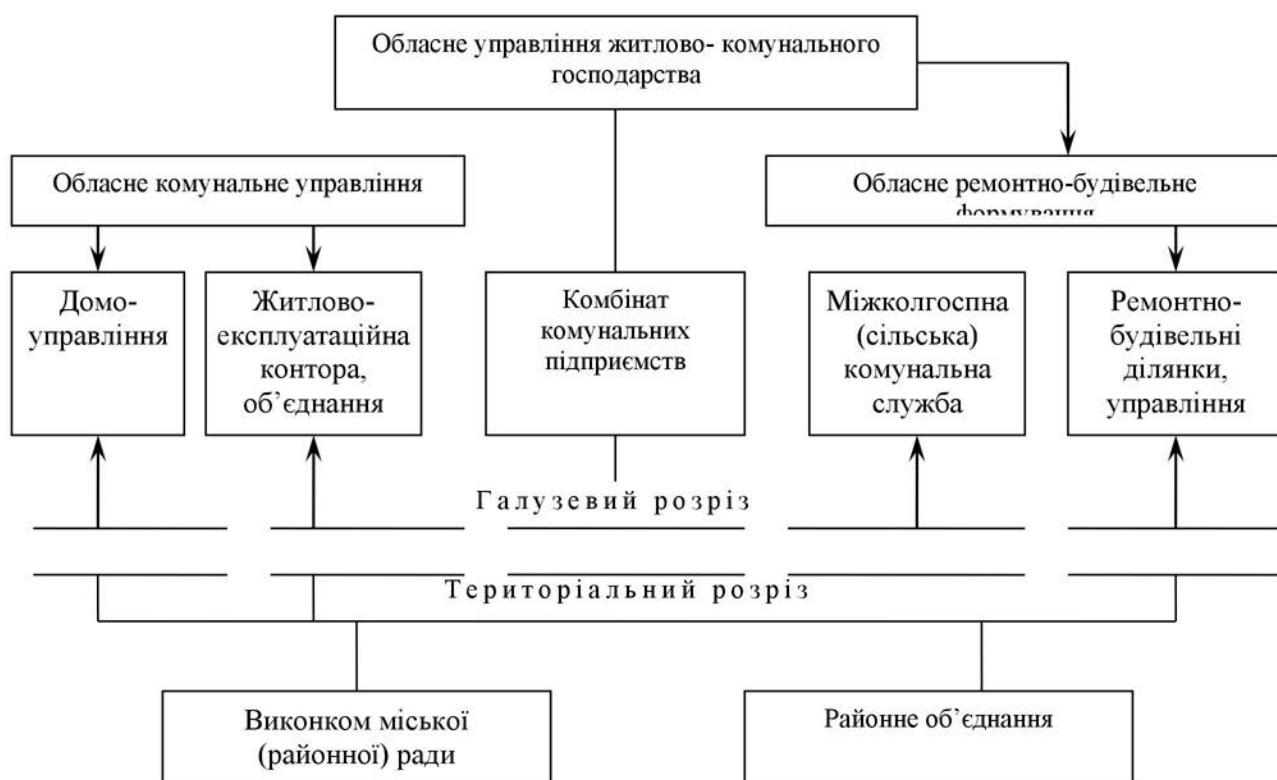 Обласне управління житлово- комунального
господарства
Обласне комунальне управління
Обласне ремонтно-будівельне
формування
Домо-
управління
Житлово-
експлуатаційна
контора,
об’єднання
Комбінат
комунальних
підприємств
Міжколгоспна
(сільська)
комунальна
служба
Ремонтно-
будівельні
ділянки,
управління
Галузевий розріз
Територіальний розріз
Виконком міської
(районної) ради
Районне об’єднання